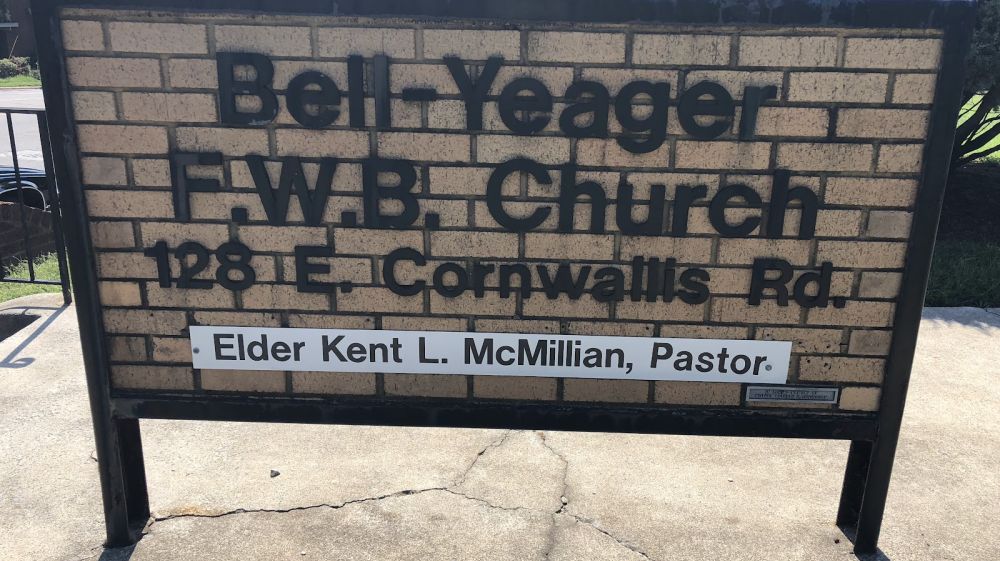 Bell-Yeager
F.W.B. Church
128 E. Cornwallis Rd.
Elder Kent L. McMillian, Pastor